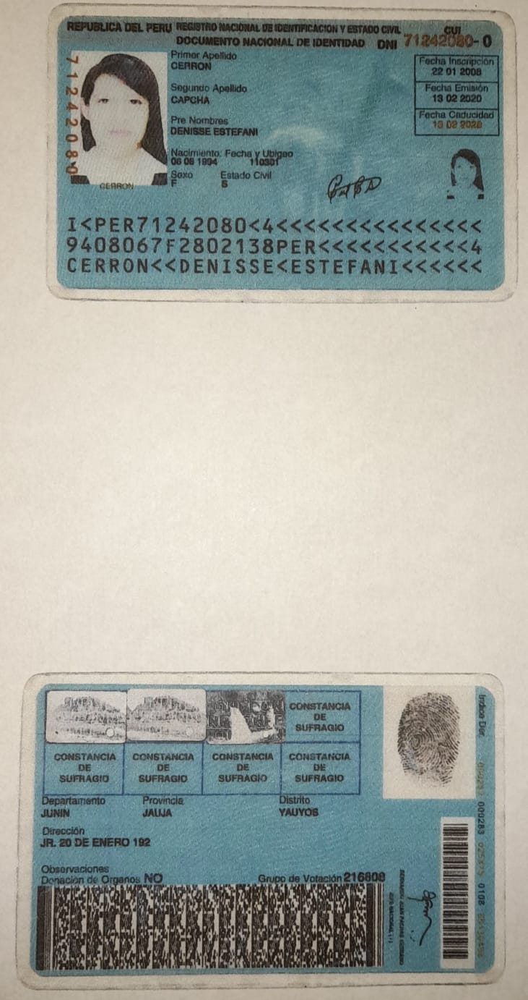 REPUBLICA DEL PERU REGISTRO NACIONAL DE IDENTIFICACION Y ESTADO CIVIL
CUI
DOCUMENTO NACIONAL DE IDENTIDAD DNI 71242080-0
71242080
Primer Apellido
CERRON
Segundo Apellido
CAPCHA
Pre Nombres
DENISSE ESTEFANI
Nacimiento: Fecha y Ubigeo
06 08 1994 110301
Sexo Estado Civil
F S
Fecha Inscripción
22 01 2008
Fecha Emisión
13 02 2020
Fecha Caducidad
13 02 2028
CERRON
I<PER71242080<4<<<<<<<<<<<<<<<
9408067F2802138PER<<<<<<<<<<<4
CERRON<<DENISSE<ESTEFANI<<<<<<
CONSTANCIA
DE
SUFRAGIO
CONSTANCIA CONSTANCIA CONSTANCIA CONSTANCIA
DE DE DE DE
SUFRAGIO SUFRAGIO SUFRAGIO SUFRAGIO
Departamento Provincia Distrito
JUNIN JAUJA YAUYOS
Dirección
JR. 20 DE ENERO 192
Observaciones
Donación de Organos NO Grupo de Votación 216808
Indice Der.
009283 0108